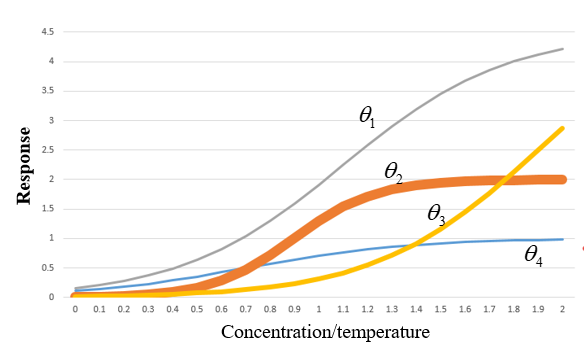 4.5
4
3.5
3
2.5
2
1.5
1
0.5
0
Response
θ1
θ2
θ3
θ4
0 0.1 0.2 0.3 0.4 0.5 0.6 0.7 0.8 0.9 1 1.1 1.2 1.3 1.4 1.5 1.6 1.7 1.8 1.9 2
Concentration/temperature